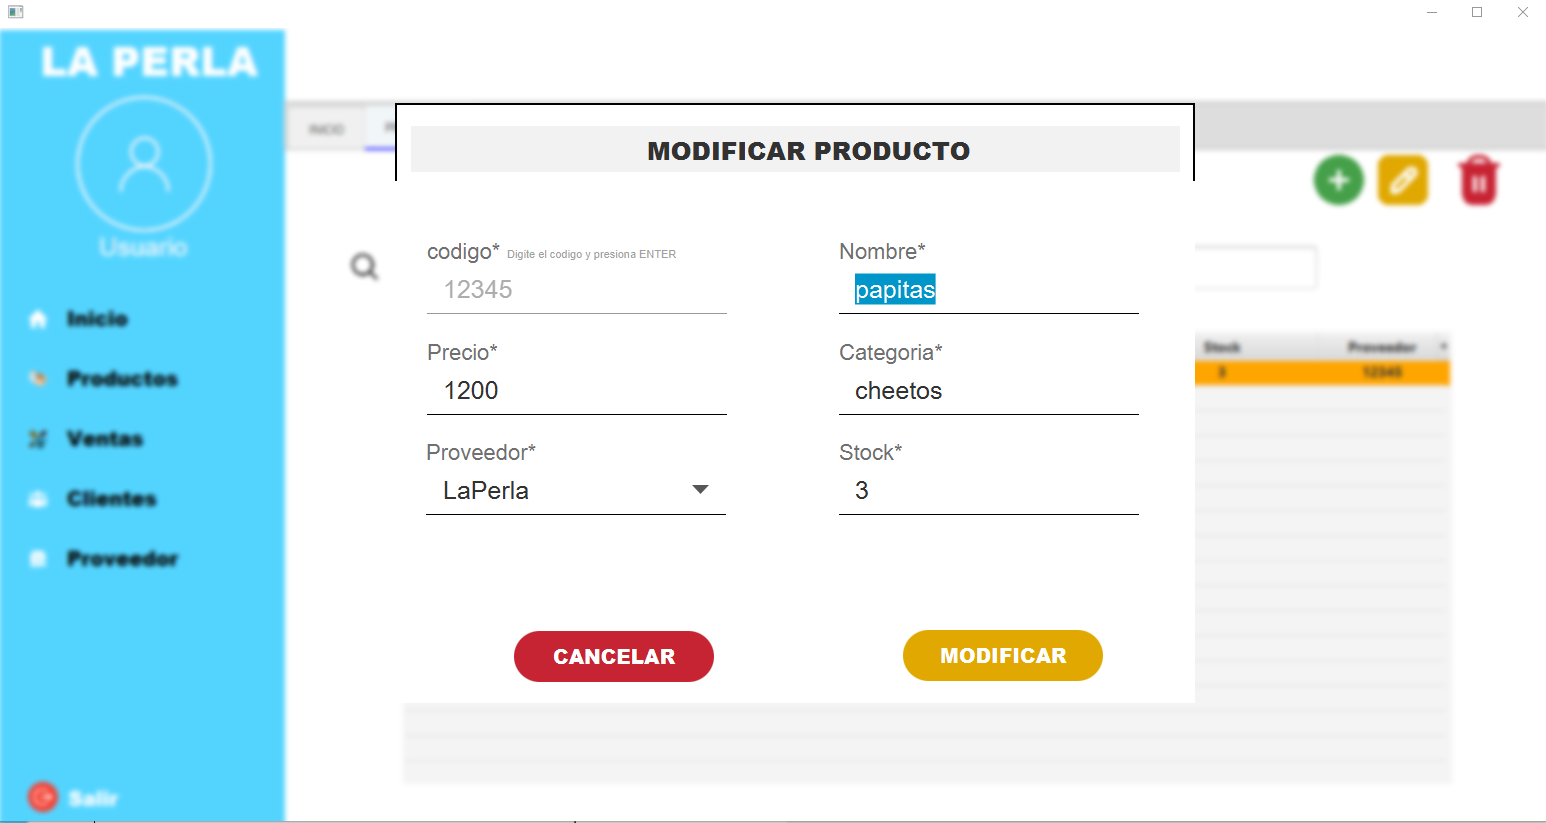 LA PERLA
Usuario
Inicio
Productos
Ventas
Clientes
Proveedor
Salir
INICIO
MODIFICAR PRODUCTO
codigo* Digite el codigo y presiona ENTER
12345
Nombre*
papitas
Precio*
1200
Categoria*
cheetos
Proveedor*
LaPerla
Stock*
3
CANCELAR
MODIFICAR
Stock Proveedor
3 12345